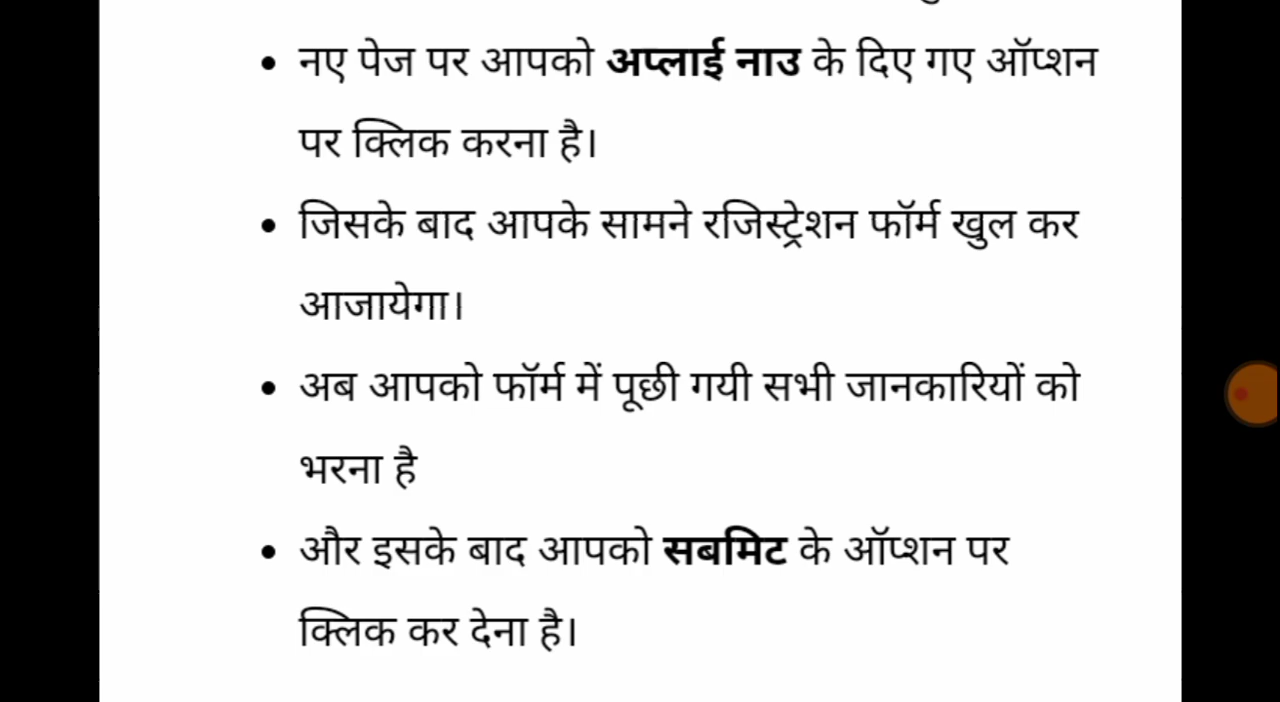 नए पेज पर आपको अप्लाई नाउ के दिए गए ऑप्शन
पर क्लिक करना है।
जिसके बाद आपके सामने रजिस्ट्रेशन फॉर्म खुल कर
आजायेगा।
अब आपको फॉर्म में पूछी गयी सभी जानकारियों को
भरना है
और इसके बाद आपको सबमिट के ऑप्शन पर
क्लिक कर देना है।